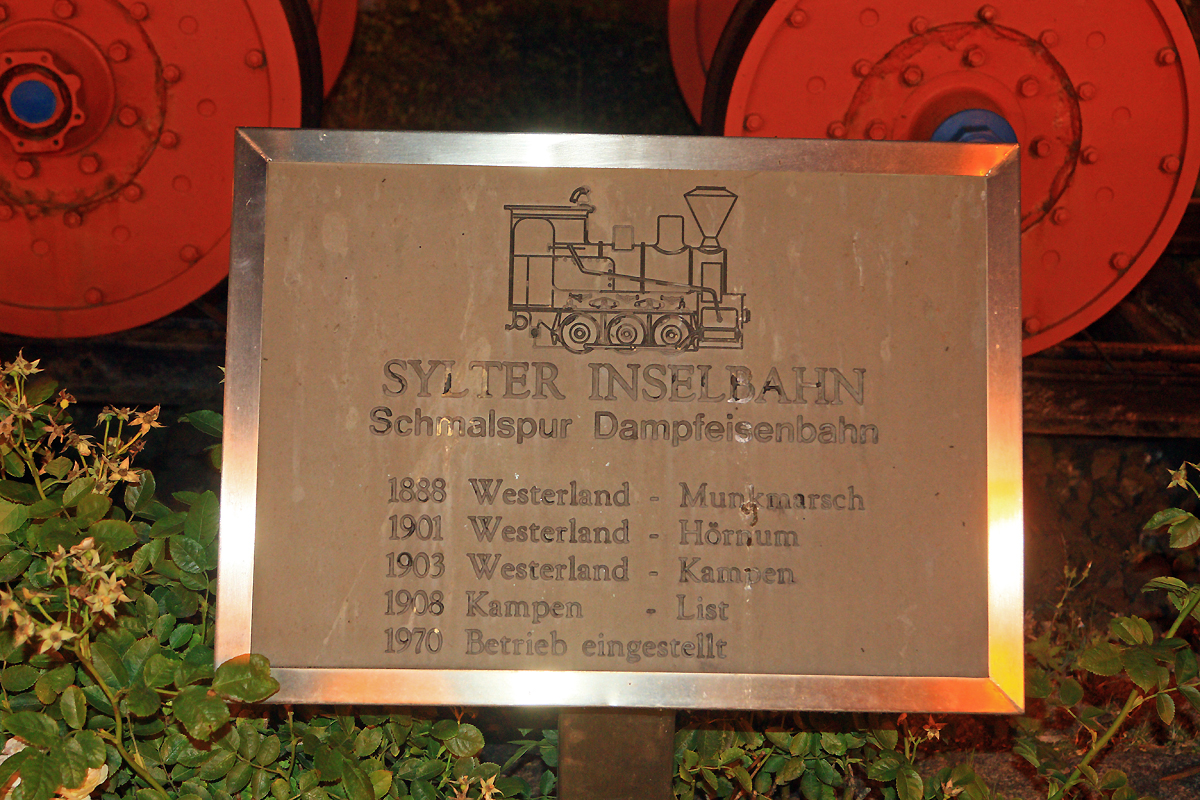 SYLTER INSELBAHN
Schmalspur Dampfeisenbahn
1888 Westerland - Munkmarsch
1901 Westerland - Hörnum
1903 Westerland - Kampen
1908 Kampen - List
1970 Betrieb eingestellt